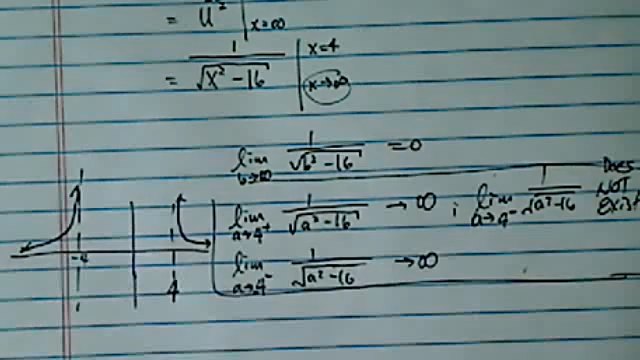 = u^2 | x=∞
= 1/√(x² - 16) | x=4 x→∞
lim b→∞ 1/√(b² - 16) = 0
lim a→4⁺ 1/√(a² - 16) → ∞ ; lim a→4⁻ 1/√(a² - 16) DOES NOT EXIST
lim a→4⁻ 1/√(a² - 16) → ∞
-4 4